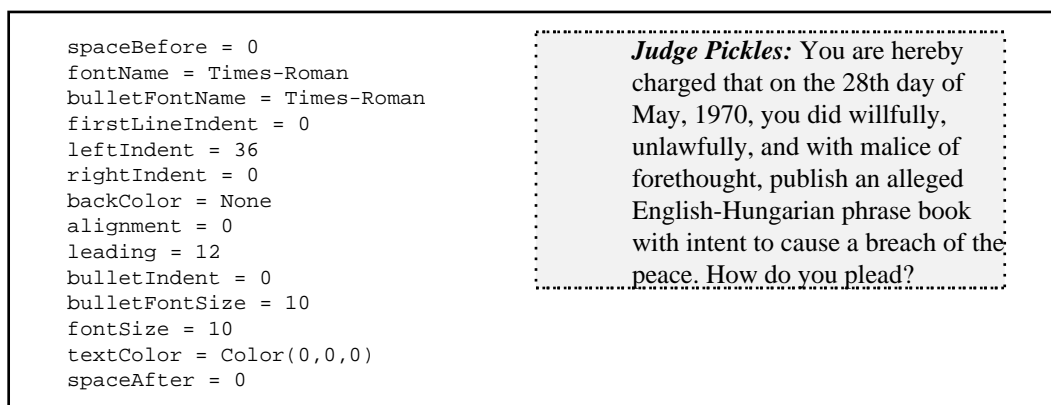 spaceBefore = 0
fontName = Times-Roman
bulletFontName = Times-Roman
firstLineIndent = 0
leftIndent = 36
rightIndent = 0
backColor = None
alignment = 0
leading = 12
bulletIndent = 0
bulletFontSize = 10
fontSize = 10
textColor = Color(0,0,0)
spaceAfter = 0
Judge Pickles: You are hereby
charged that on the 28th day of
May, 1970, you did willfully,
unlawfully, and with malice of
forethought, publish an alleged
English-Hungarian phrase book
with intent to cause a breach of the
peace. How do you plead?